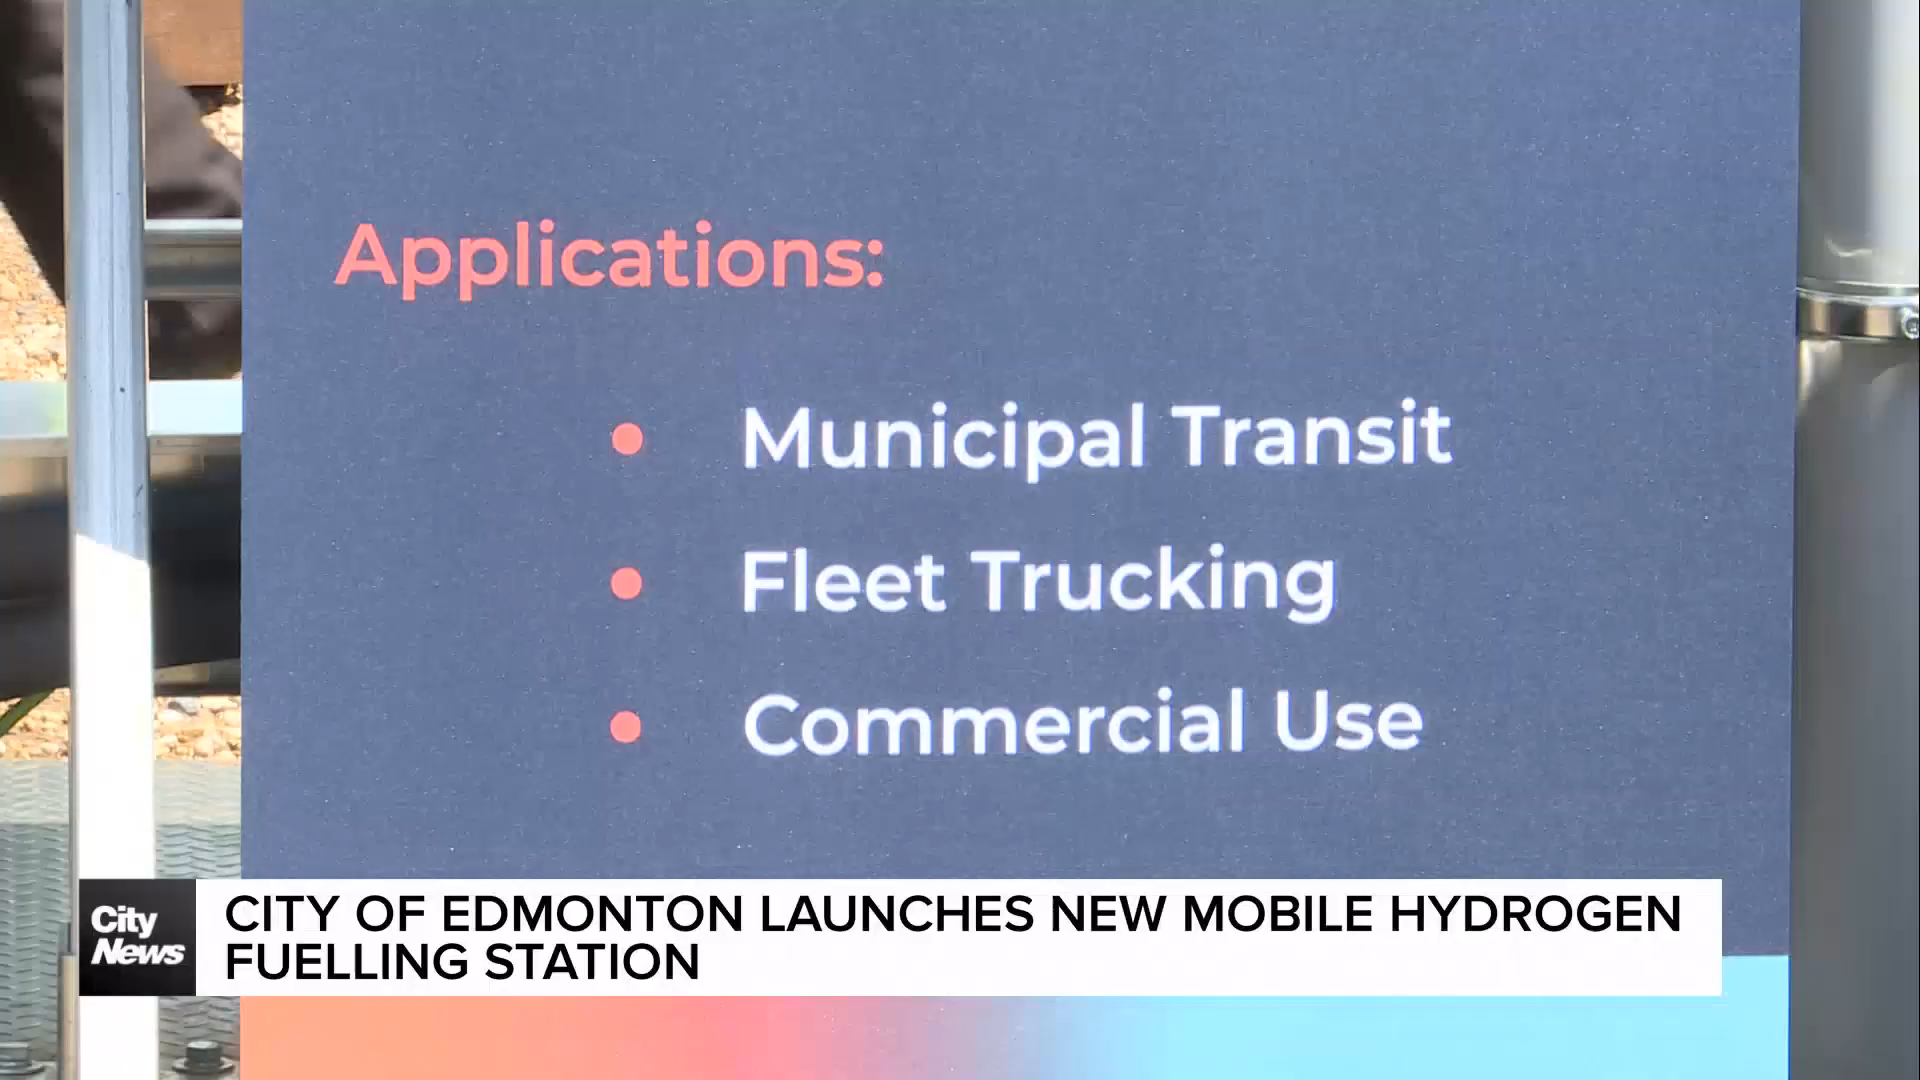 Applications:
• Municipal Transit
• Fleet Trucking
• Commercial Use
City
News
CITY OF EDMONTON LAUNCHES NEW MOBILE HYDROGEN
FUELLING STATION